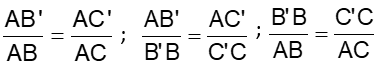 AB'/AB = AC'/AC ; AB'/B'B = AC'/C'C ; B'B/AB = C'C/AC